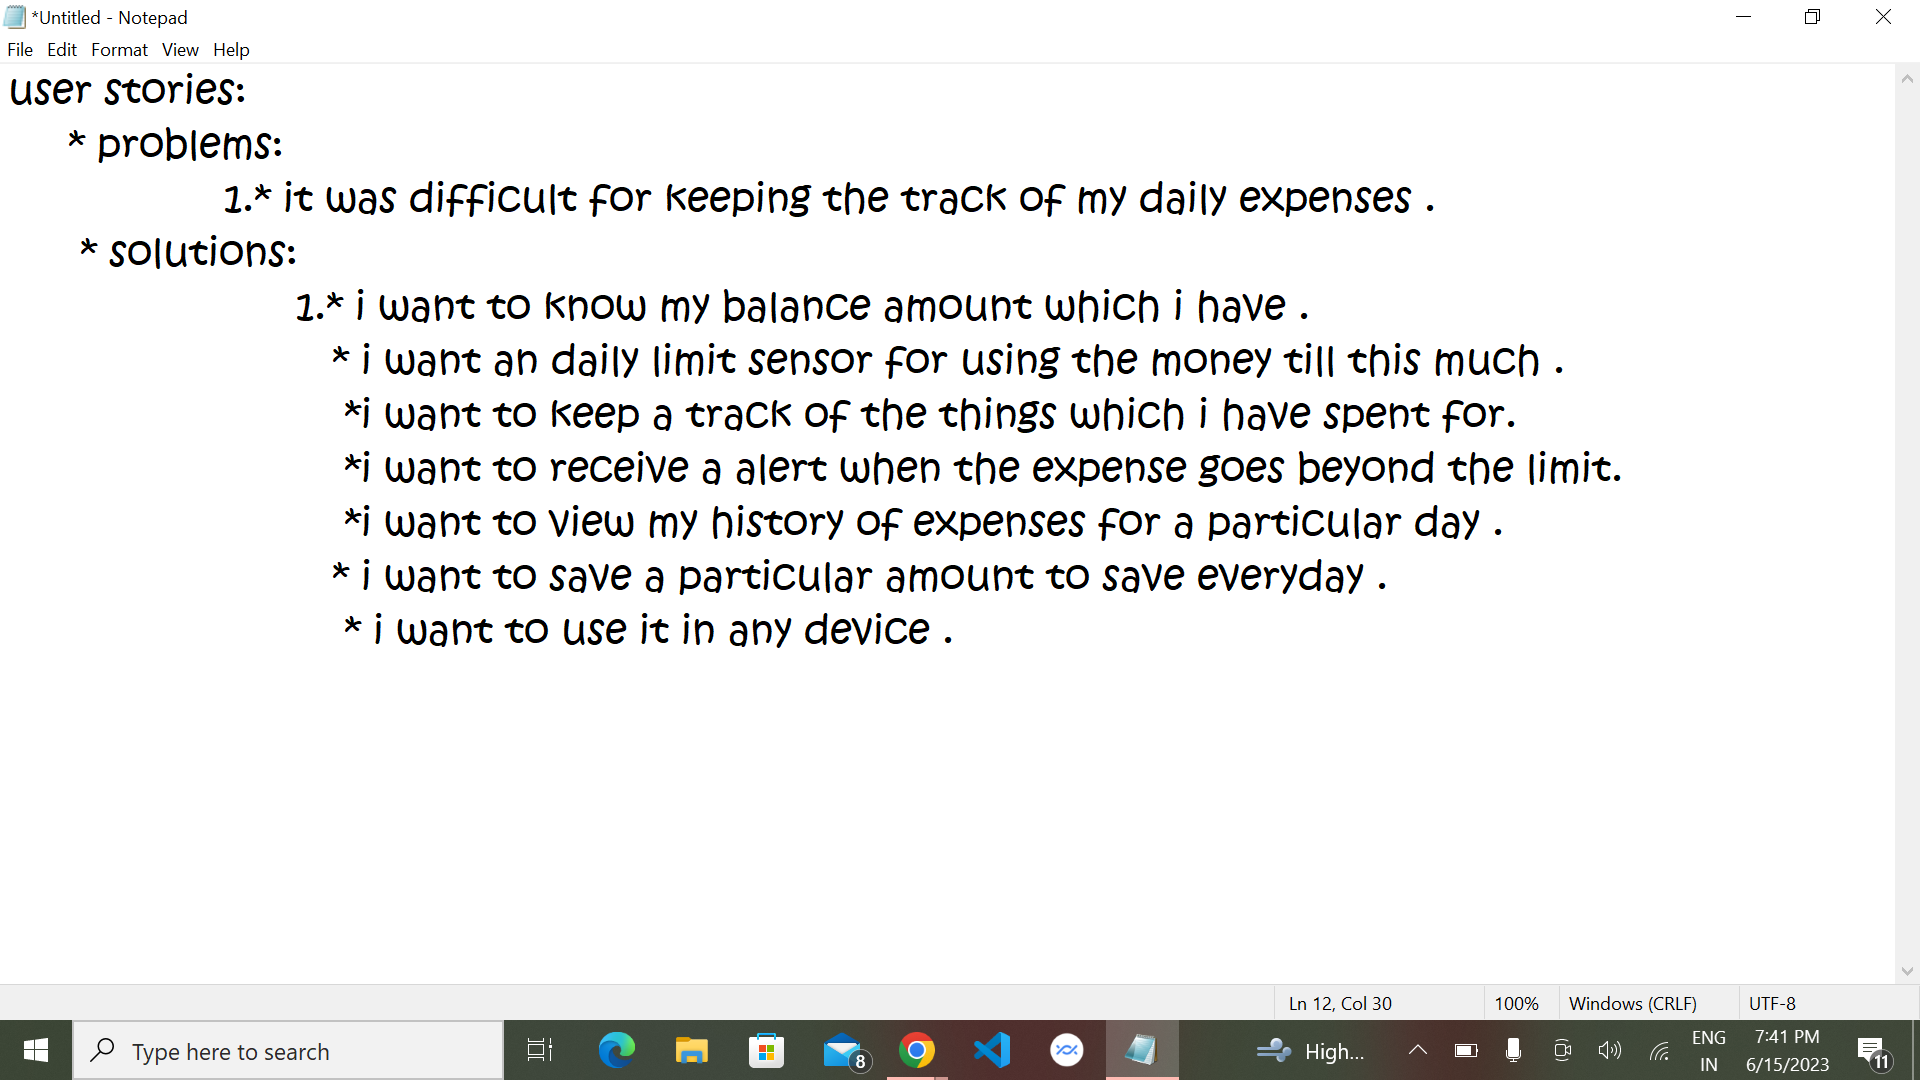 *Untitled - Notepad
File Edit Format View Help
user stories:
* problems:
1.* it was difficult for keeping the track of my daily expenses .
* solutions:
1.* i want to know my balance amount which i have .
* i want an daily limit sensor for using the money till this much .
*i want to keep a track of the things which i have spent for.
*i want to receive a alert when the expense goes beyond the limit.
*i want to view my history of expenses for a particular day .
* i want to save a particular amount to save everyday .
* i want to use it in any device .
Ln 12, Col 30 100% Windows (CRLF) UTF-8
Type here to search 8 High... ENG 7:41 PM
IN 6/15/2023 11